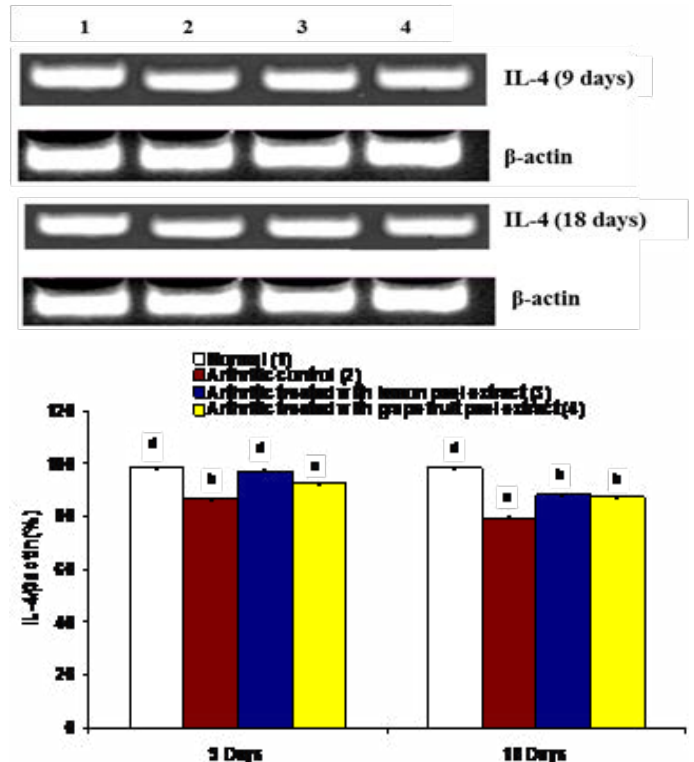 1 2 3 4
IL-4 (9 days)
β-actin
IL-4 (18 days)
β-actin
Normal (1)
Arthritic control (2)
Arthritic treated with lemon peel extract (3)
Arthritic treated with grapefruit peel extract (4)
120
100
80
60
40
20
0
IL-4/β actin (%)
d b d
d b b
9 Days 18 Days